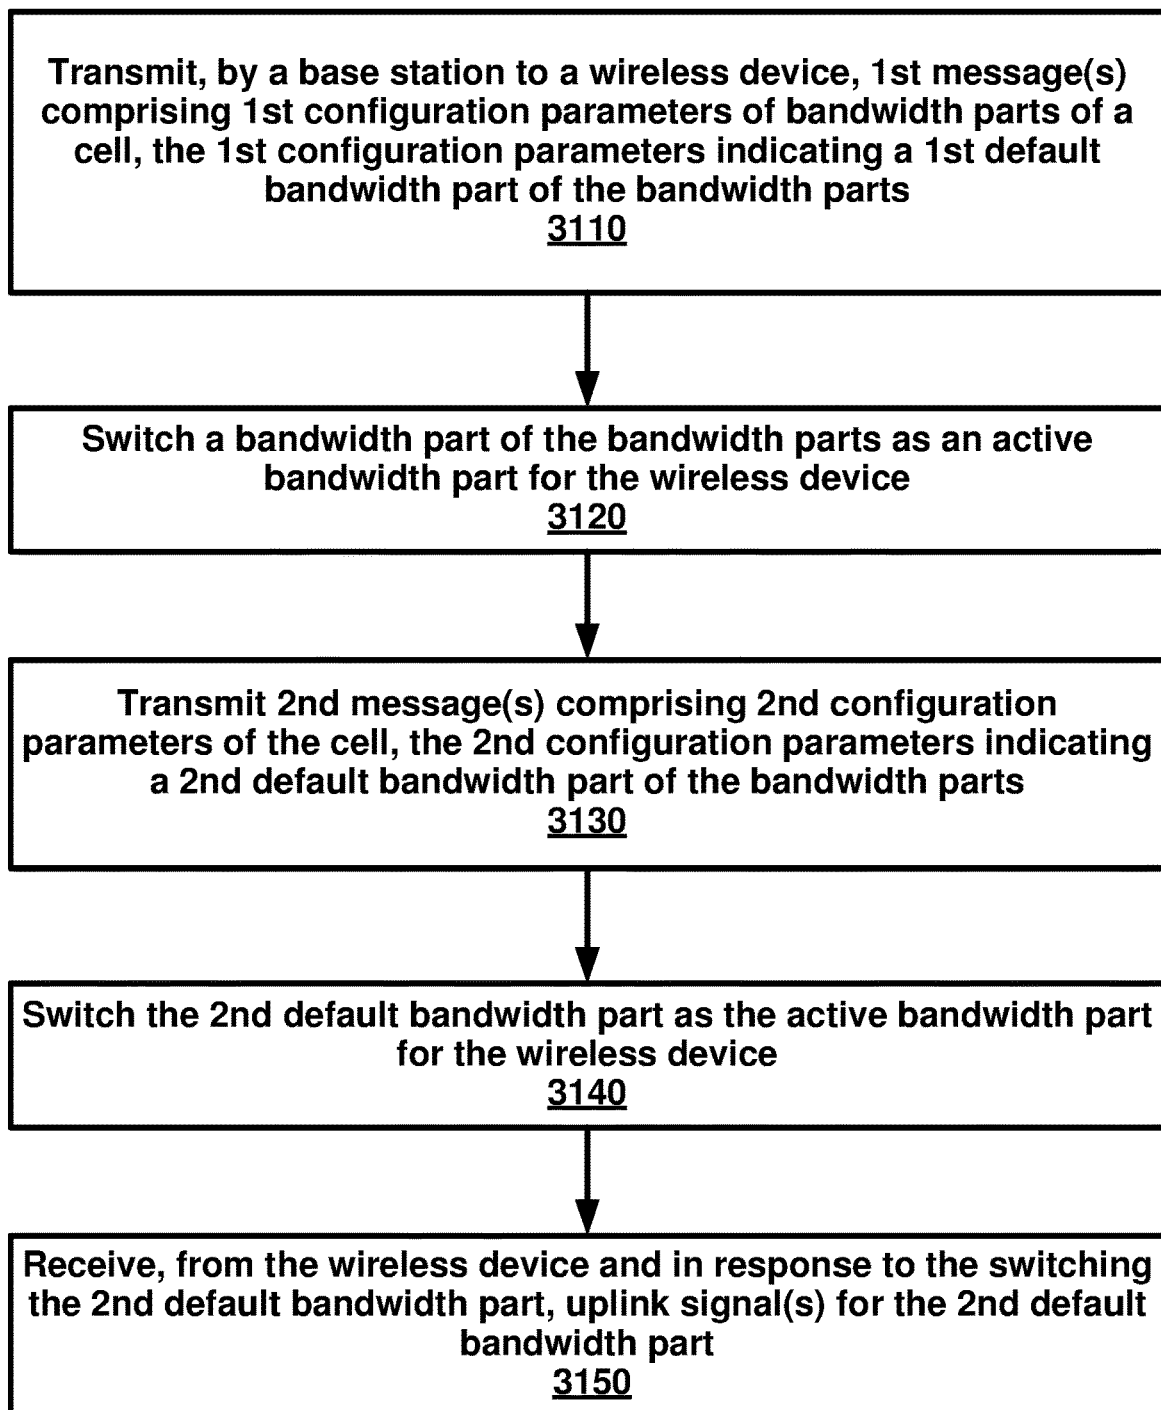 Transmit, by a base station to a wireless device, 1st message(s)
comprising 1st configuration parameters of bandwidth parts of a
cell, the 1st configuration parameters indicating a 1st default
bandwidth part of the bandwidth parts
3110
Switch a bandwidth part of the bandwidth parts as an active
bandwidth part for the wireless device
3120
Transmit 2nd message(s) comprising 2nd configuration
parameters of the cell, the 2nd configuration parameters indicating
a 2nd default bandwidth part of the bandwidth parts
3130
Switch the 2nd default bandwidth part as the active bandwidth part
for the wireless device
3140
Receive, from the wireless device and in response to the switching
the 2nd default bandwidth part, uplink signal(s) for the 2nd default
bandwidth part
3150